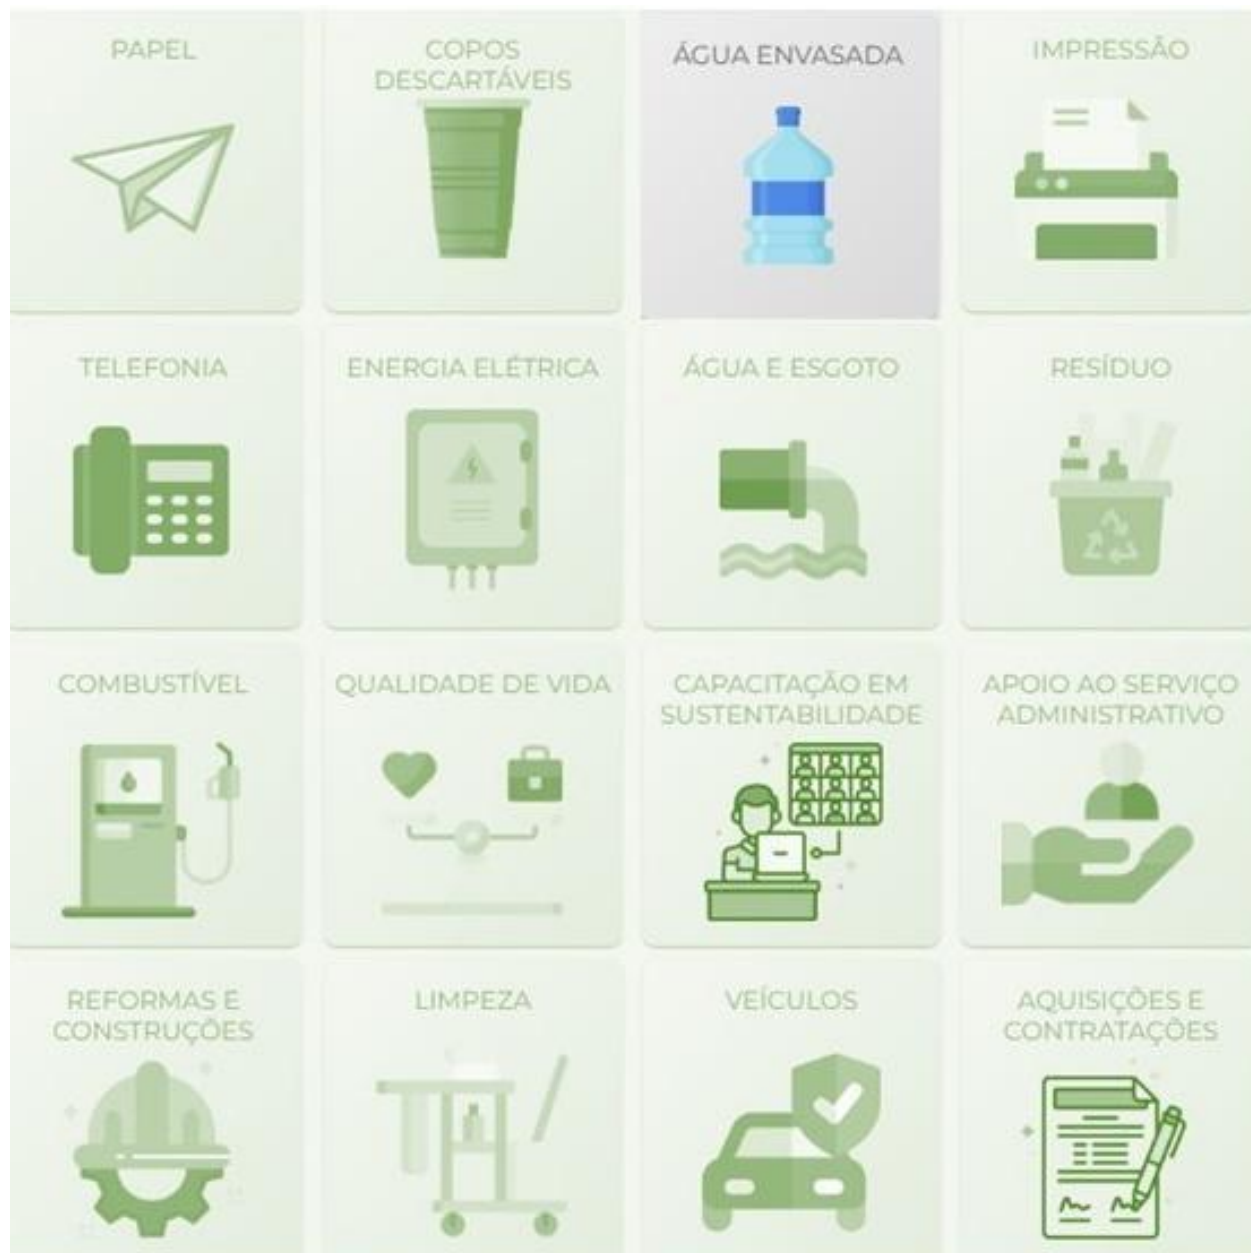 PAPEL
COPOS
DESCARTÁVEIS
ÁGUA ENVASADA
IMPRESSÃO
TELEFONIA
ENERGIA ELÉTRICA
ÁGUA E ESGOTO
RESÍDUO
COMBUSTÍVEL
QUALIDADE DE VIDA
CAPACITAÇÃO EM
SUSTENTABILIDADE
APOIO AO SERVIÇO
ADMINISTRATIVO
REFORMAS E
CONSTRUÇÕES
LIMPEZA
VEÍCULOS
AQUISIÇÕES E
CONTRATAÇÕES